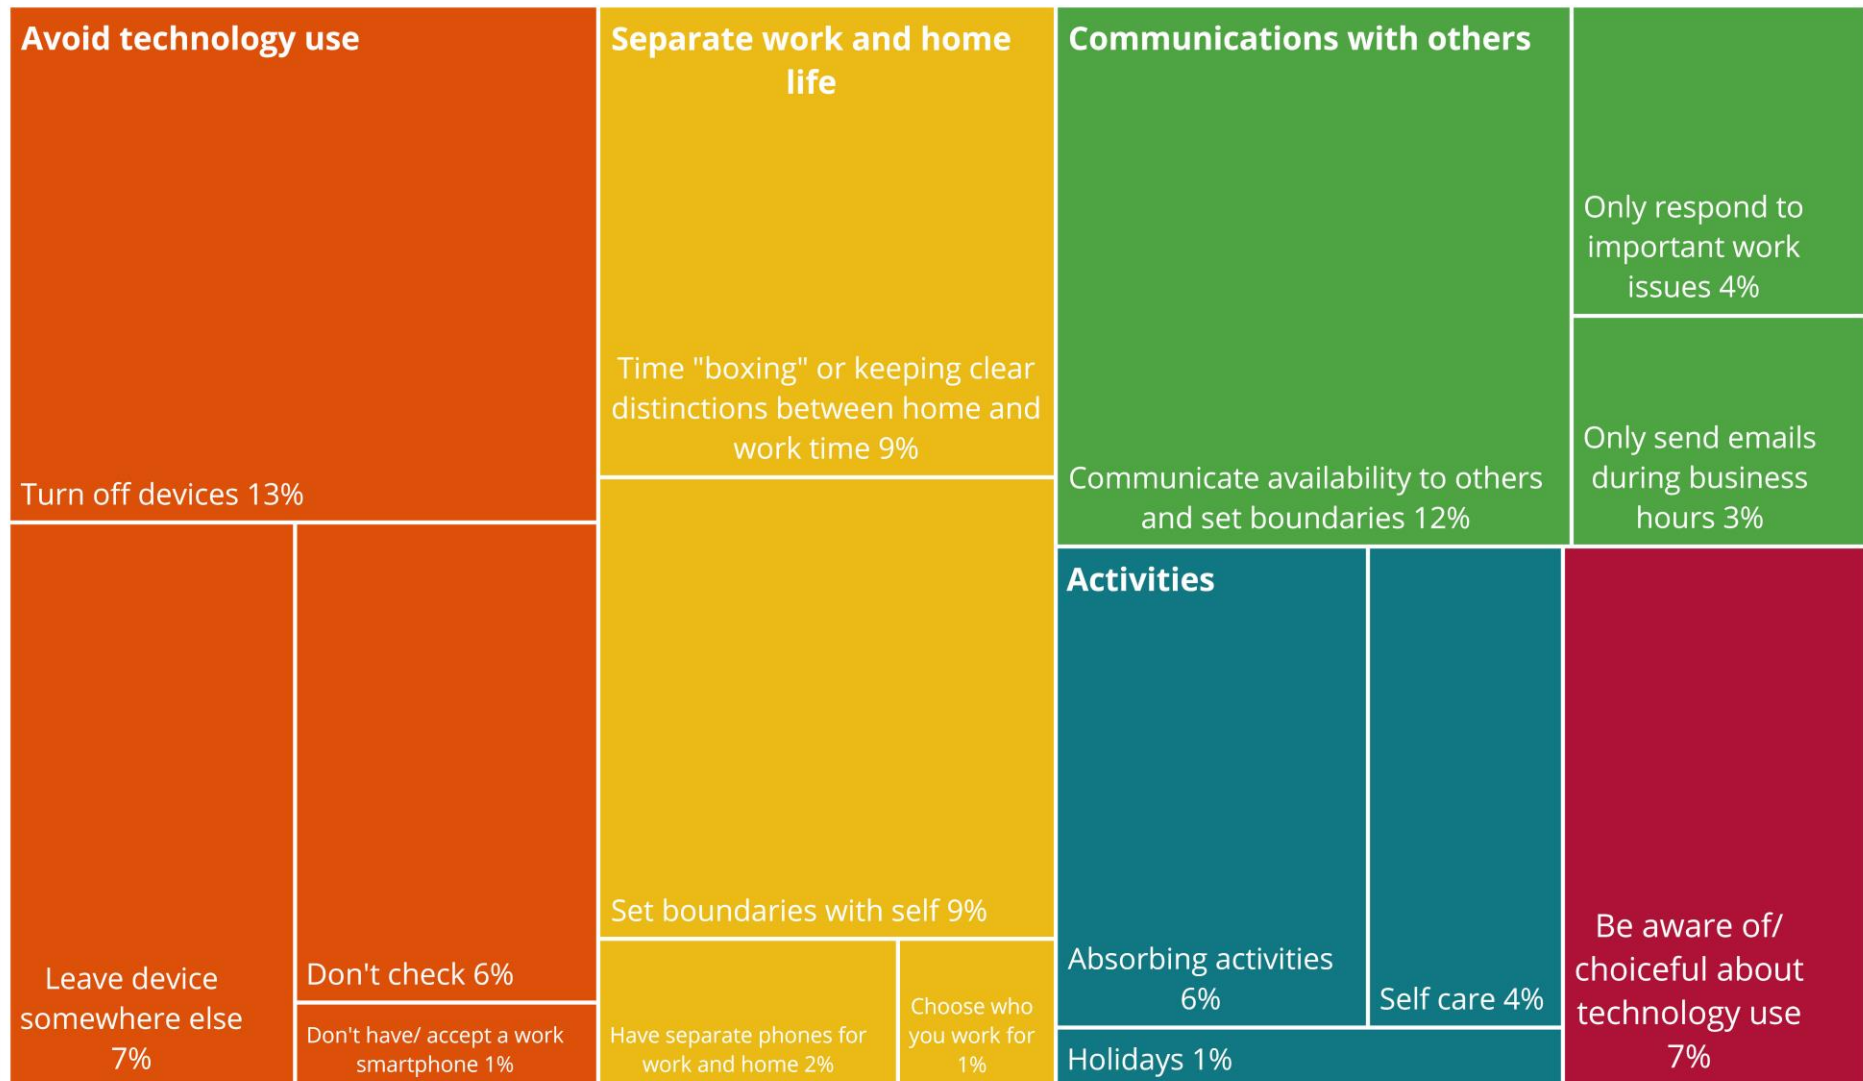 Avoid technology use
Turn off devices 13%
Leave device
somewhere else
7%
Don't check 6%
Don't have/ accept a work
smartphone 1%
Separate work and home
life
Time "boxing" or keeping clear
distinctions between home and
work time 9%
Set boundaries with self 9%
Have separate phones for
work and home 2%
Choose who
you work for
1%
Communications with others
Communicate availability to others
and set boundaries 12%
Only respond to
important work
issues 4%
Only send emails
during business
hours 3%
Activities
Absorbing activities
6%
Self care 4%
Holidays 1%
Be aware of/
choiceful about
technology use
7%